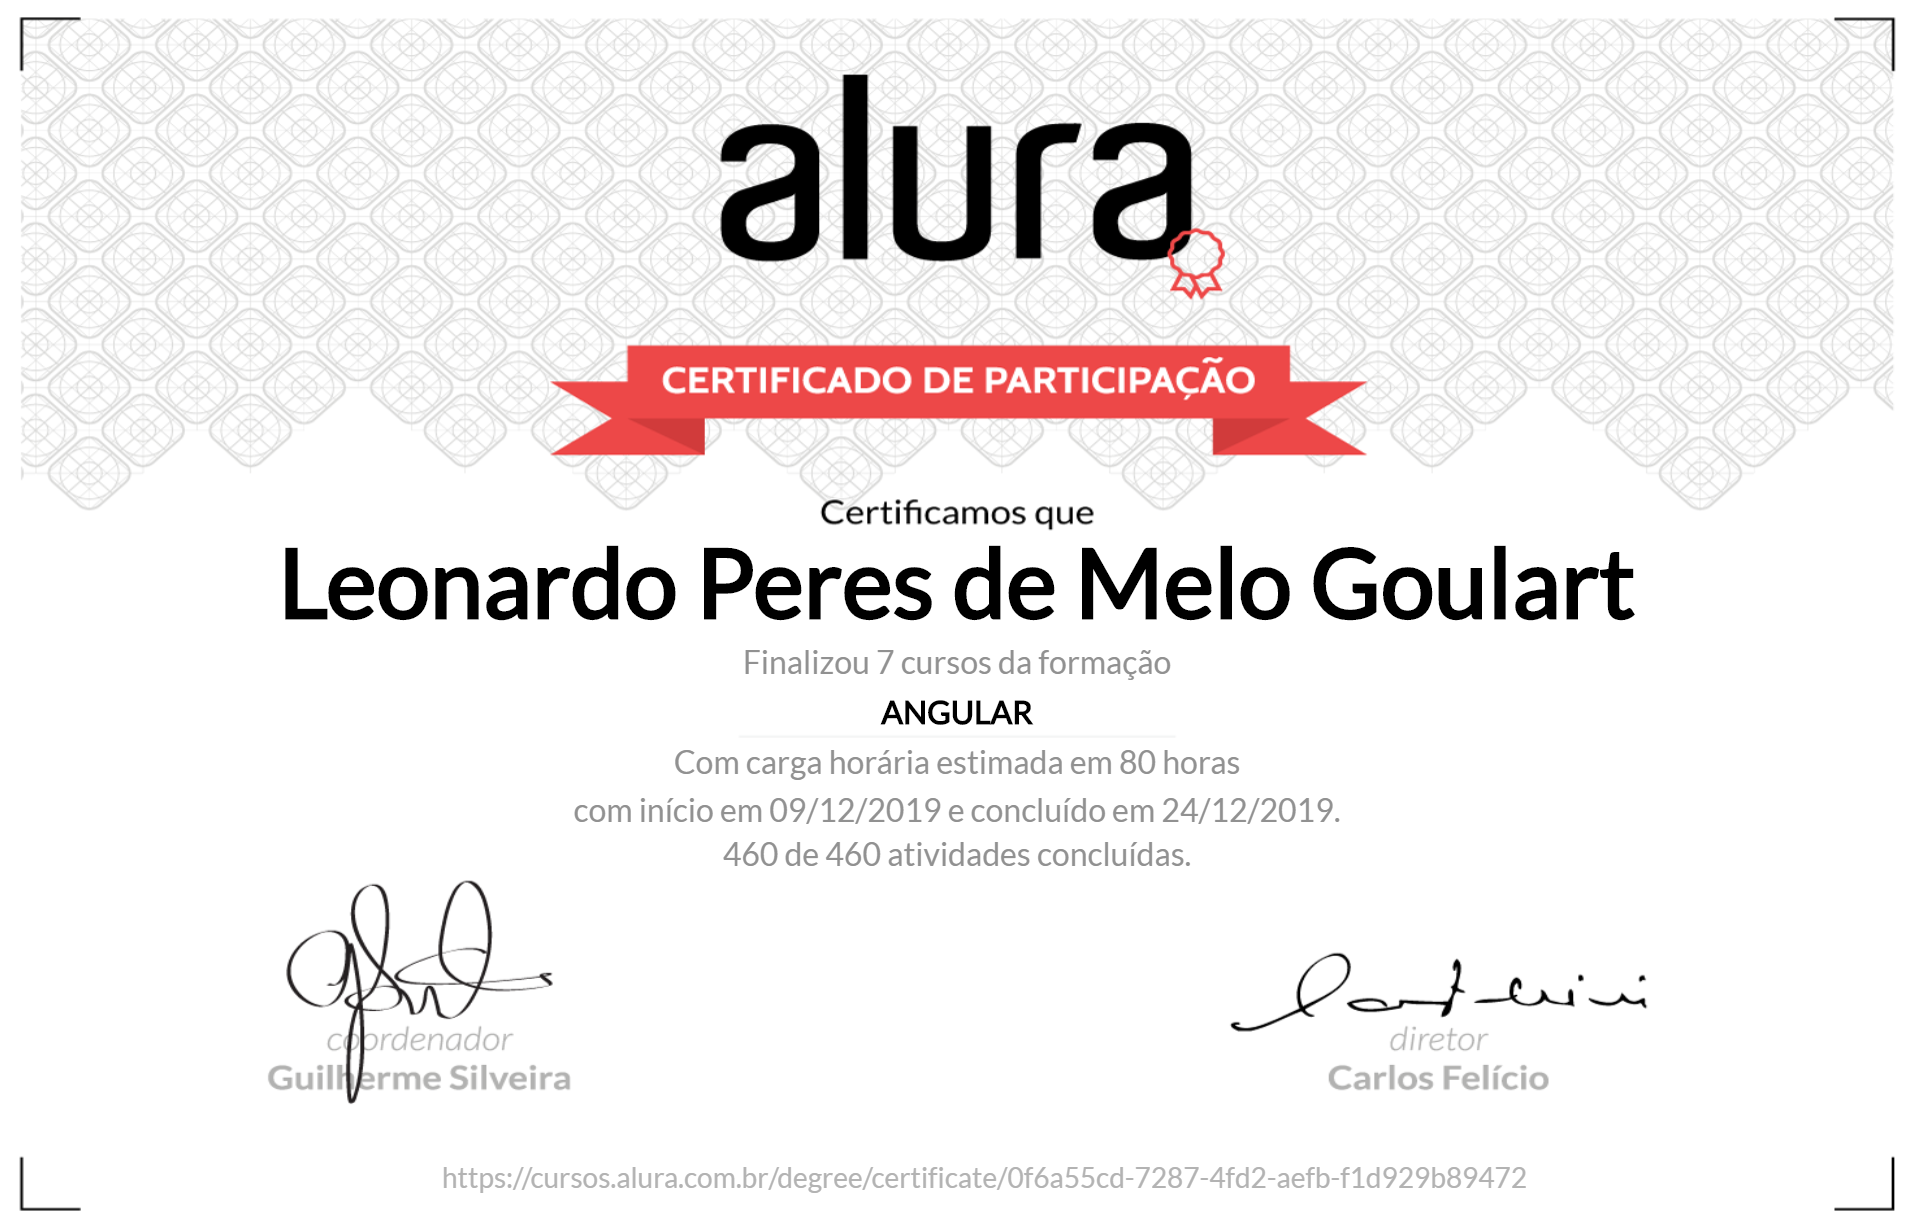 alura
CERTIFICADO DE PARTICIPAÇÃO
Certificamos que
Leonardo Peres de Melo Goulart
Finalizou 7 cursos da formação
ANGULAR
Com carga horária estimada em 80 horas
com início em 09/12/2019 e concluído em 24/12/2019.
460 de 460 atividades concluídas.
coordenador
Guilherme Silveira
diretor
Carlos Felício
https://cursos.alura.com.br/degree/certificate/0f6a55cd-7287-4fd2-aefb-f1d929b89472